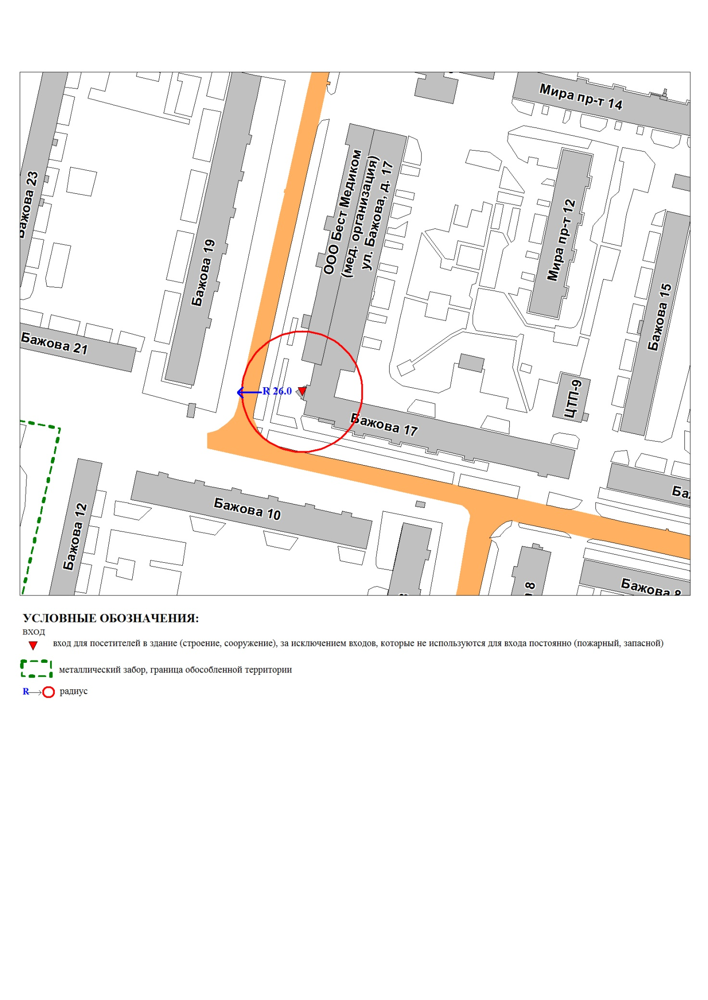 Мира пр-т 14
ООО Бест Медиком
(мед. организация)
ул. Бажова, д. 17
Бажова 23
Бажова 19
Мира пр-т 12
Бажова 15
Бажова 21
R 26.0
ЦТП-9
Бажова 17
Бажова 12
Бажова 10
Ба
8
Бажова 8
УСЛОВНЫЕ ОБОЗНАЧЕНИЯ:
ВХОД
вход для посетителей в здание (строение, сооружение), за исключением входов, которые не используются для входа постоянно (пожарный, запасной)
металлический забор, граница обособленной территории
R
радиус